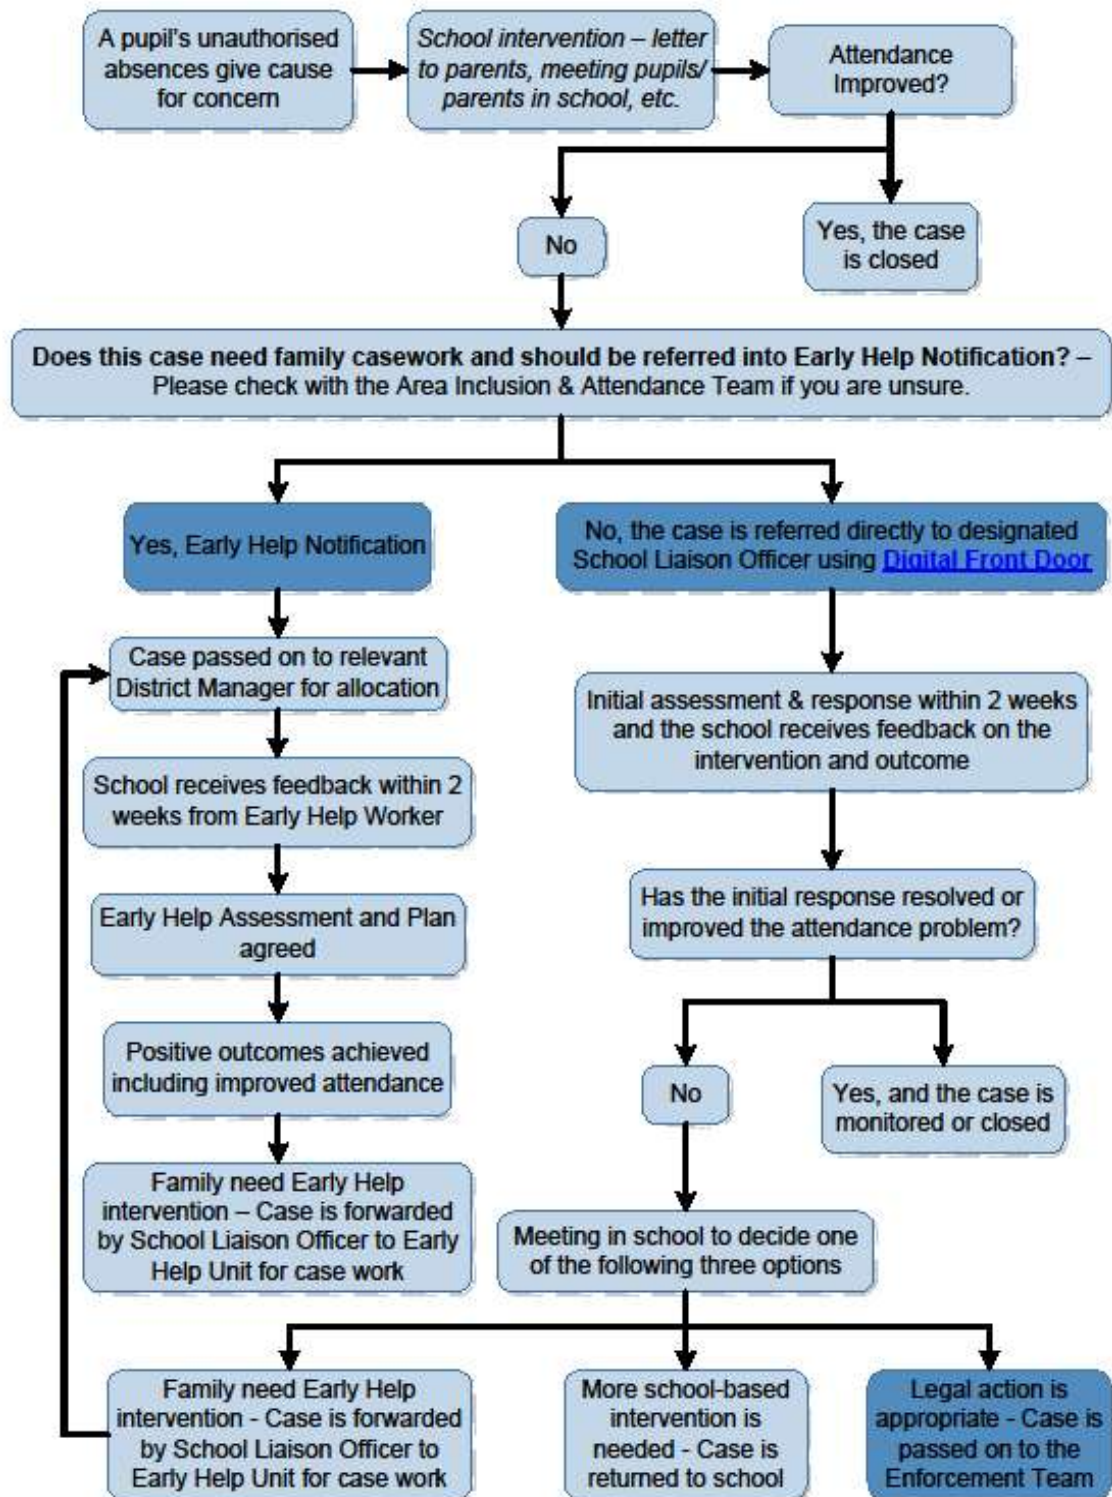 A pupil's unauthorised
absences give cause
for concern
School intervention – letter
to parents, meeting pupils/
parents in school, etc.
Attendance
Improved?
No
Yes, the case
is closed
Does this case need family casework and should be referred into Early Help Notification? –
Please check with the Area Inclusion & Attendance Team if you are unsure.
Yes, Early Help Notification
No, the case is referred directly to designated
School Liaison Officer using Digital Front Door
Case passed on to relevant
District Manager for allocation
School receives feedback within 2
weeks from Early Help Worker
Early Help Assessment and Plan
agreed
Positive outcomes achieved
including improved attendance
Family need Early Help
intervention – Case is forwarded
by School Liaison Officer to Early
Help Unit for case work
Initial assessment & response within 2 weeks
and the school receives feedback on the
intervention and outcome
Has the initial response resolved or
improved the attendance problem?
No
Yes, and the case is
monitored or closed
Meeting in school to decide one
of the following three options
Family need Early Help
intervention - Case is forwarded
by School Liaison Officer to
Early Help Unit for case work
More school-based
intervention is
needed - Case is
returned to school
Legal action is
appropriate - Case is
passed on to the
Enforcement Team